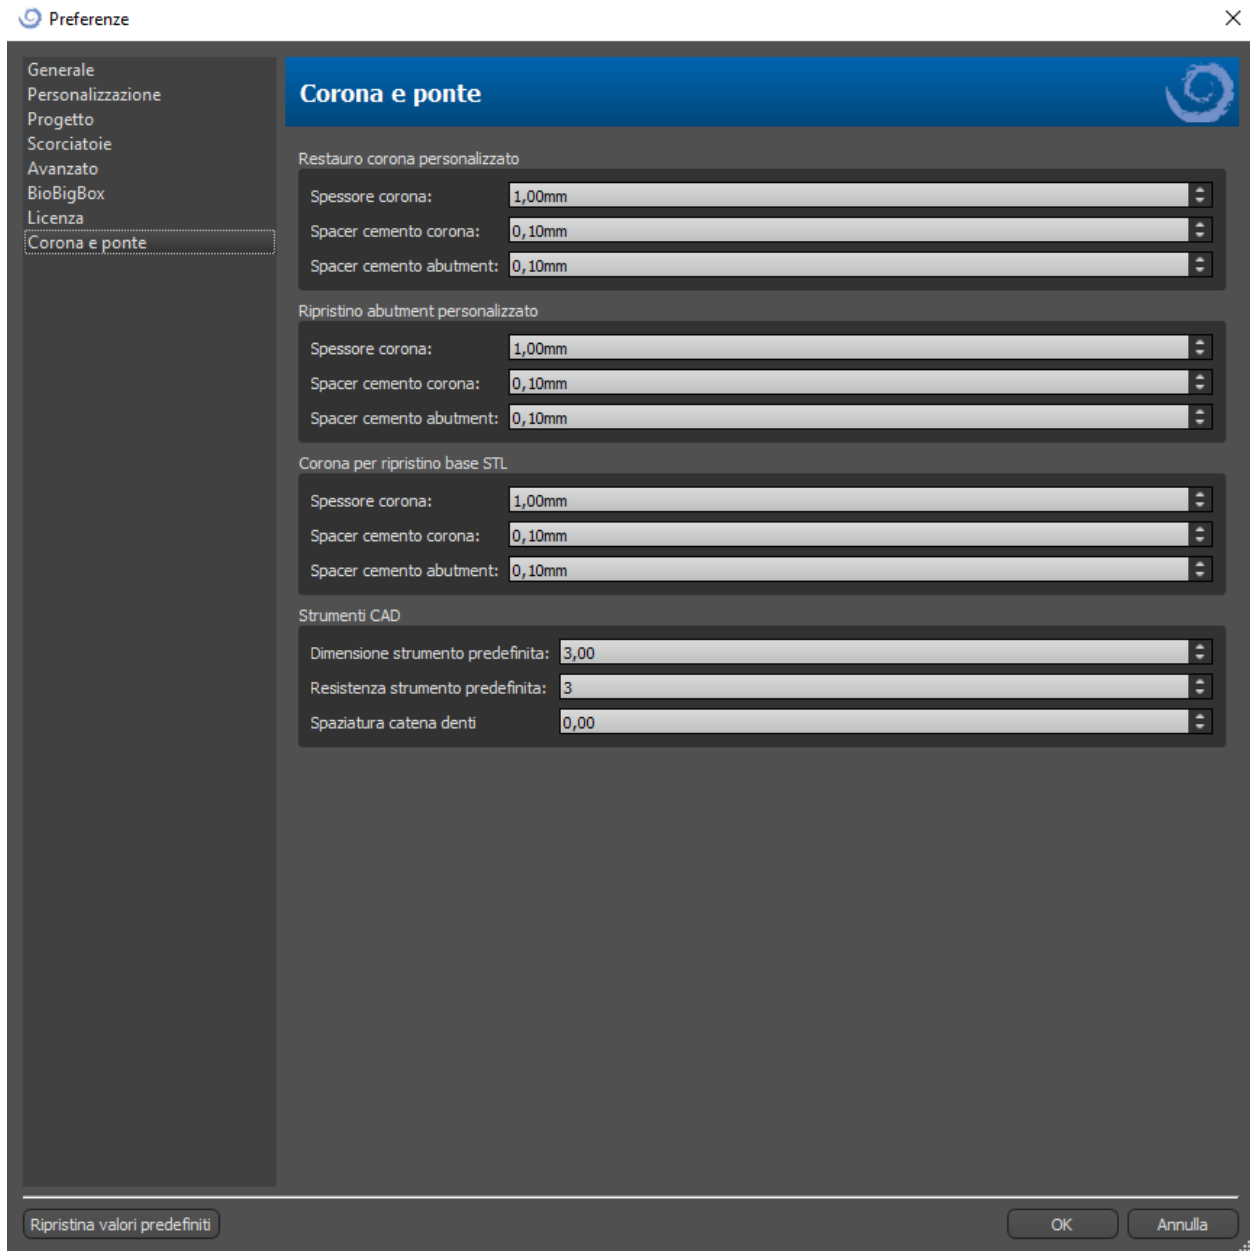 Preferenze
Generale
Personalizzazione
Progetto
Scorciatoie
Avanzato
BioBigBox
Licenza
Corona e ponte
Corona e ponte
Restauro corona personalizzato
Spessore corona: 1,00mm
Spacer cemento corona: 0,10mm
Spacer cemento abutment: 0,10mm
Ripristino abutment personalizzato
Spessore corona: 1,00mm
Spacer cemento corona: 0,10mm
Spacer cemento abutment: 0,10mm
Corona per ripristino base STL
Spessore corona: 1,00mm
Spacer cemento corona: 0,10mm
Spacer cemento abutment: 0,10mm
Strumenti CAD
Dimensione strumento predefinita: 3,00
Resistenza strumento predefinita: 3
Spaziatura catena denti 0,00
Ripristina valori predefiniti
OK
Annulla